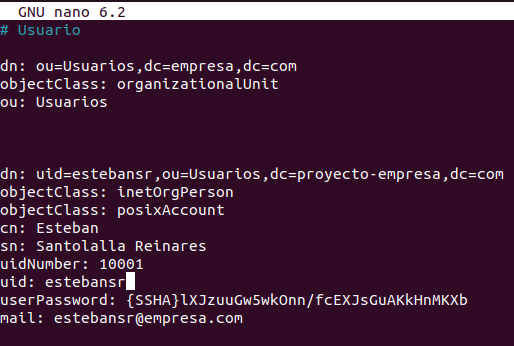 GNU nano 6.2
# Usuario
dn: ou=Usuarios,dc=empresa,dc=com
objectClass: organizationalUnit
ou: Usuarios
dn: uid=estebansr,ou=Usuarios,dc=proyecto-empresa,dc=com
objectClass: inetOrgPerson
objectClass: posixAccount
cn: Esteban
sn: Santolalla Reinares
uidNumber: 10001
uid: estebansr
userPassword: {SSHA}lXJzuuGw5wkOnn/fcEXJsGuAKkHnMKXb
mail: estebansr@empresa.com